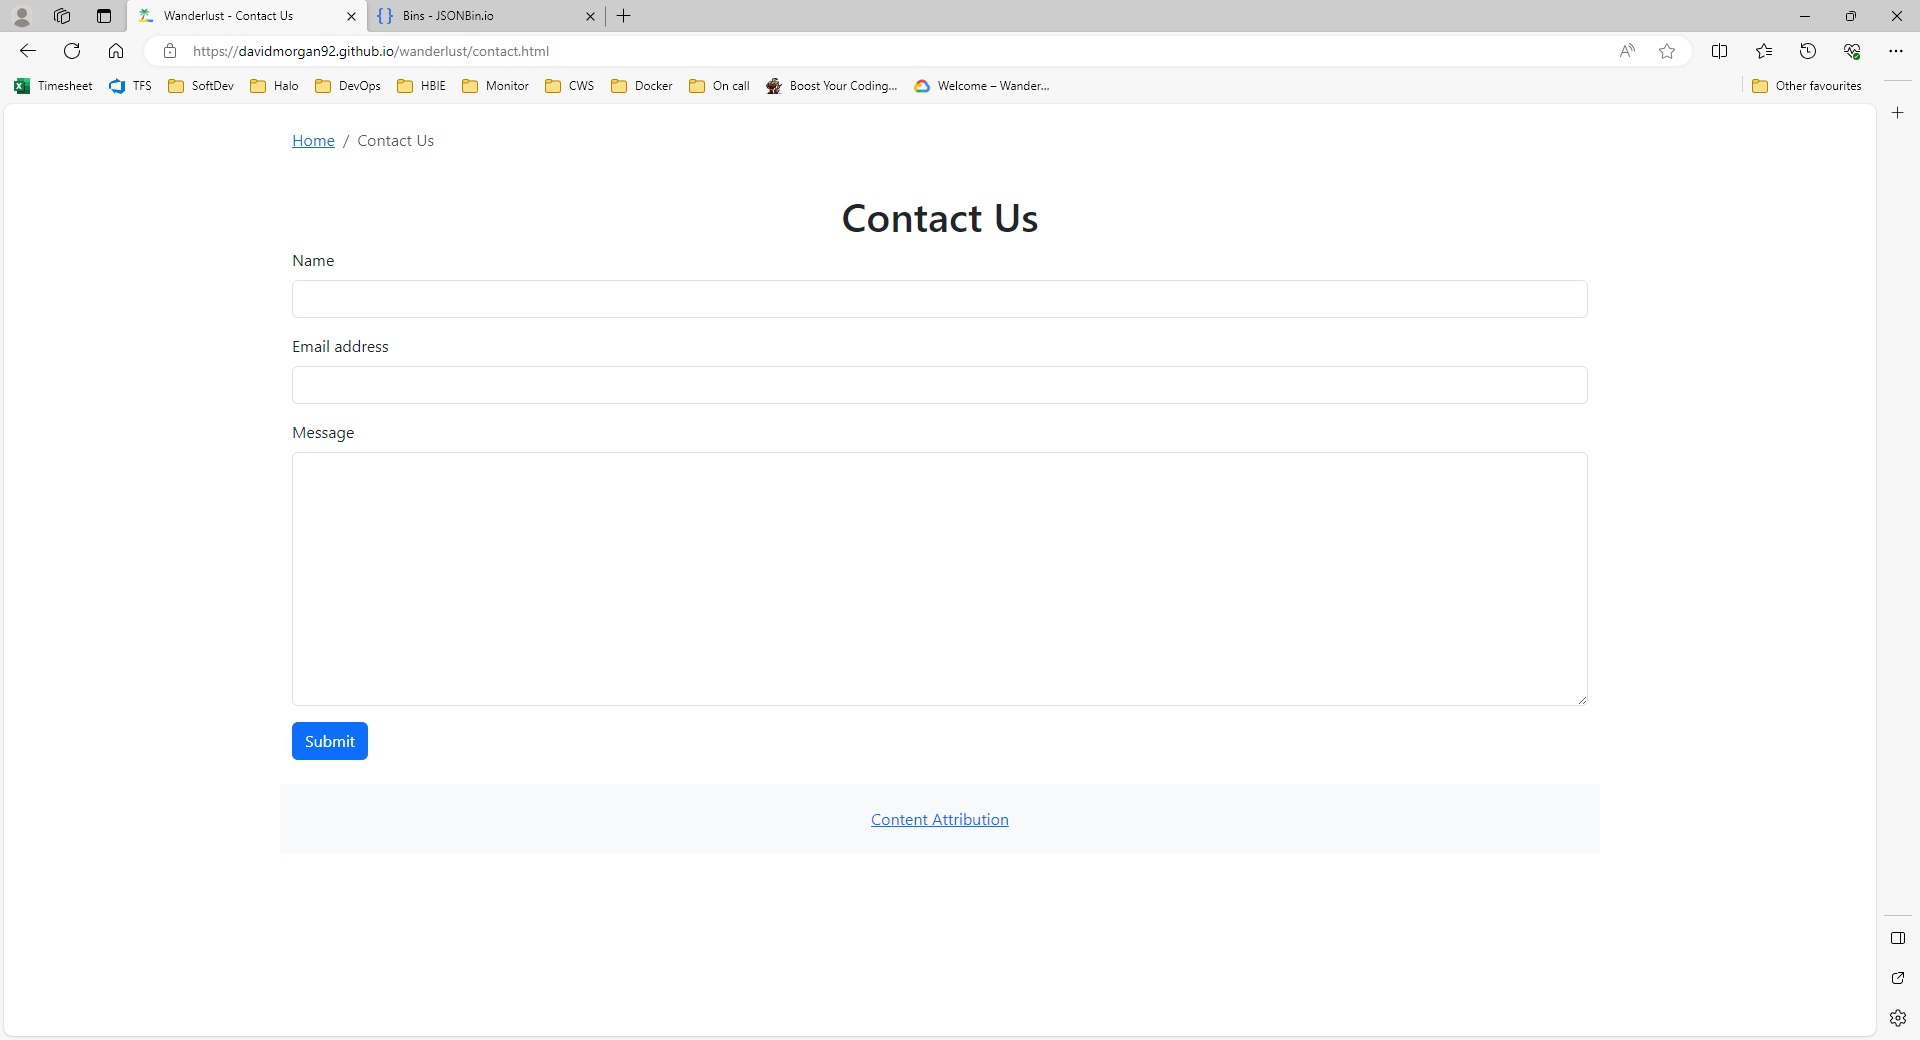 Wanderlust - Contact Us
{ } Bins - JSONBin.io
https://davidmorgan92.github.io/wanderlust/contact.html
Timesheet TFS SoftDev Halo DevOps HBIE Monitor CWS Docker On call Boost Your Coding... Welcome – Wander... Other favourites
Home / Contact Us
Contact Us
Name
Email address
Message
Submit
Content Attribution